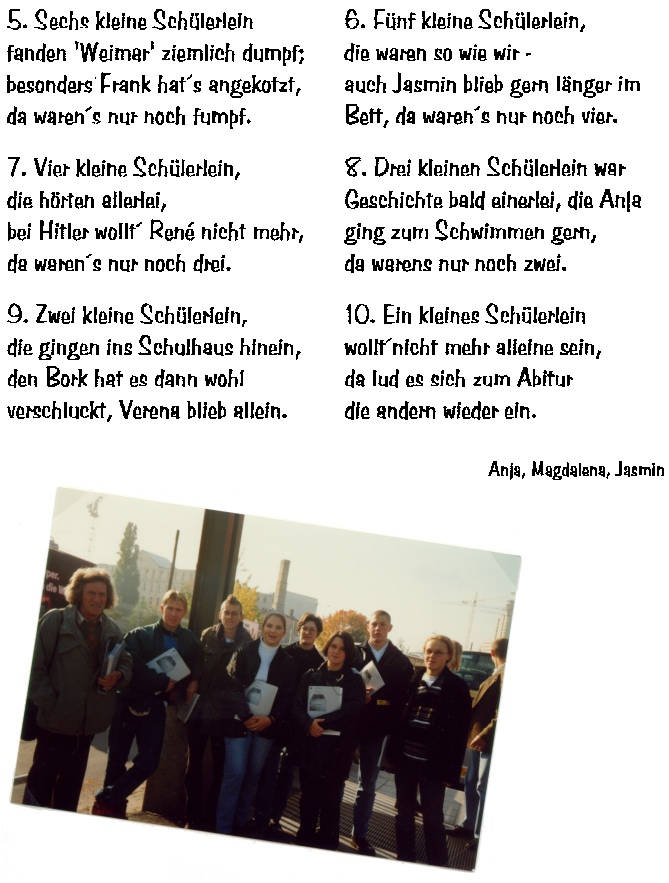 5. Sechs kleine Schülerlein
fanden 'Weimar' ziemlich dumpf;
besonders Frank hat´s angekotzt,
da waren´s nur noch fumpf.
7. Vier kleine Schülerlein,
die hörten allerlei,
bei Hitler wollt´ René nicht mehr,
da waren´s nur noch drei.
9. Zwei kleine Schülerlein,
die gingen ins Schulhaus hinein,
den Bork hat es dann wohl
verschluckt, Verena blieb allein.
6. Fünf kleine Schülerlein,
die waren so wie wir -
auch Jasmin blieb gern länger im
Bett, da waren´s nur noch vier.
8. Drei kleinen Schülerlein war
Geschichte bald einerlei, die Anja
ging zum Schwimmen gern,
da warens nur noch zwei.
10. Ein kleines Schülerlein
wollt´nicht mehr alleine sein,
da lud es sich zum Abitur
die andern wieder ein.
Anja, Magdalena, Jasmin
die W